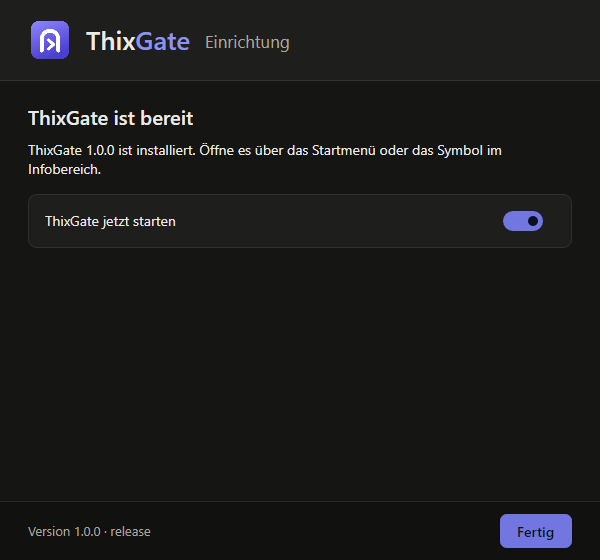 ThixGate Einrichtung
ThixGate ist bereit
ThixGate 1.0.0 ist installiert. Öffne es über das Startmenü oder das Symbol im
Infobereich.
ThixGate jetzt starten
Version 1.0.0 · release
Fertig